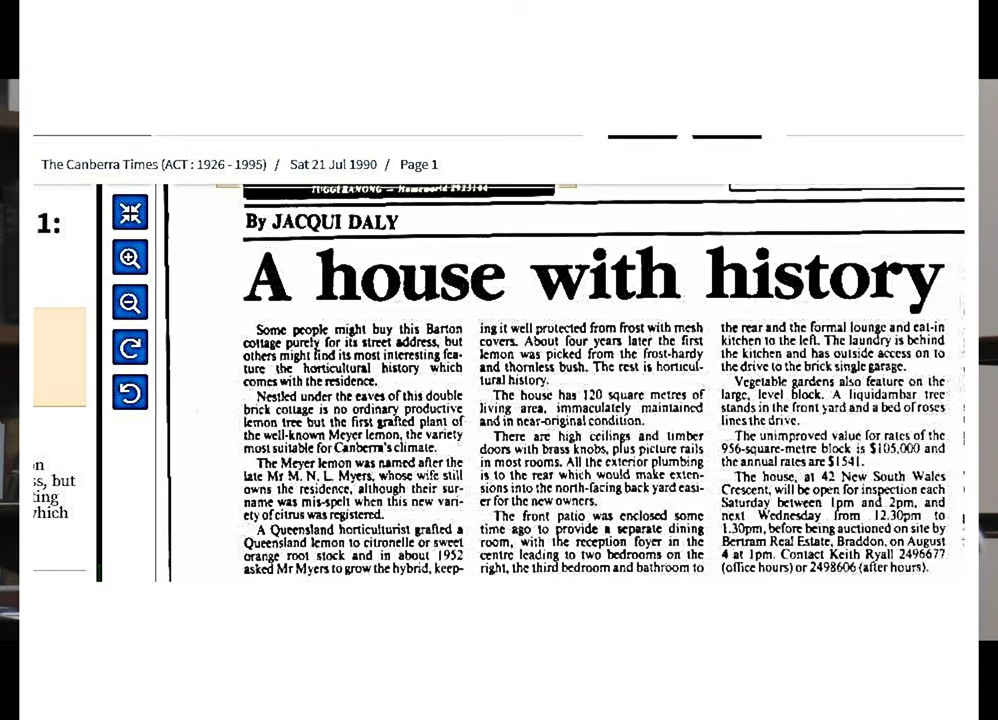 The Canberra Times (ACT : 1926 - 1995) / Sat 21 Jul 1990 / Page 1
TUGGERANONG — Homeworld 2933144
1:
By JACQUI DALY
A house with history
Some people might buy this Barton
cottage purely for its street address, but
others might find its most interesting fea-
ture the horticultural history which
comes with the residence.
Nestled under the eaves of this double
brick cottage is no ordinary productive
lemon tree but the first grafted plant of
the well-known Meyer lemon, the variety
most suitable for Canberra's climate.
The Meyer lemon was named after the
late Mr M. N. L. Myers, whose wife still
owns the residence, although their sur-
name was mis-spell when this new vari-
ety of citrus was registered.
A Queensland horticulturist grafted a
Queensland lemon to citronelle or sweet
orange root stock and in about 1952
asked Mr Myers to grow the hybrid, keep-
ing it well protected from frost with mesh
covers. About four years later the first
lemon was picked from the frost-hardy
and thornless bush. The rest is horticul-
tural history.
The house has 120 square metres of
living area, immaculately maintained
and in near-original condition.
There are high ceilings and timber
doors with brass knobs, plus picture rails
in most rooms. All the exterior plumbing
is to the rear which would make exten-
sions into the north-facing back yard easi-
er for the new owners.
The front patio was enclosed some
time ago to provide a separate dining
room, with the reception foyer in the
centre leading to two bedrooms on the
right, the third bedroom and bathroom to
the rear and the formal lounge and eat-in
kitchen to the left. The laundry is behind
the kitchen and has outside access on to
the drive to the brick single garage.
Vegetable gardens also feature on the
large, level block. A liquidambar tree
stands in the front yard and a bed of roses
lines the drive.
The unimproved value for rates of the
956-square-metre block is $105,000 and
the annual rates are $1541.
The house, at 42 New South Wales
Crescent, will be open for inspection each
Saturday between 1pm and 2pm, and
next Wednesday from 12.30pm to
1.30pm, before being auctioned on site by
Bertram Real Estate, Braddon, on August
4 at 1pm. Contact Keith Ryall 2496677
(office hours) or 2498606 (after hours).
on
ss, but
ting
which